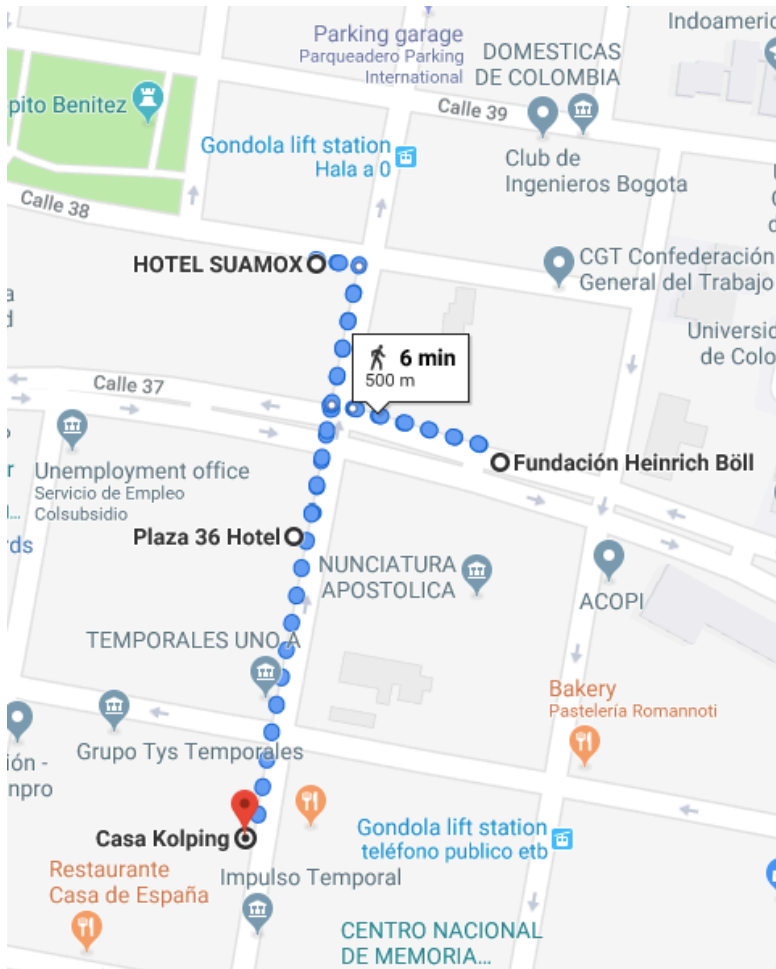 Parking garage
Parqueadero Parking
International
Indoameric
DOMESTICAS
DE COLOMBIA
pito Benitez
Calle 39
Gondola lift station
Hala a 0
Club de
Ingenieros Bogota
Calle 38
HOTEL SUAMOX
CGT Confederación
General del Trabajo
Universid
de Colo
6 min
500 m
Calle 37
Fundación Heinrich Böll
Unemployment office
Servicio de Empleo
Colsubsidio
rds
Plaza 36 Hotel
NUNCIATURA
APOSTOLICA
ACOPI
TEMPORALES UNO A
Bakery
Pastelería Romannoti
Grupo Tys Temporales
ión -
npro
Casa Kolping
Gondola lift station
teléfono publico etb
Restaurante
Casa de España
Impulso Temporal
CENTRO NACIONAL
DE MEMORIA...